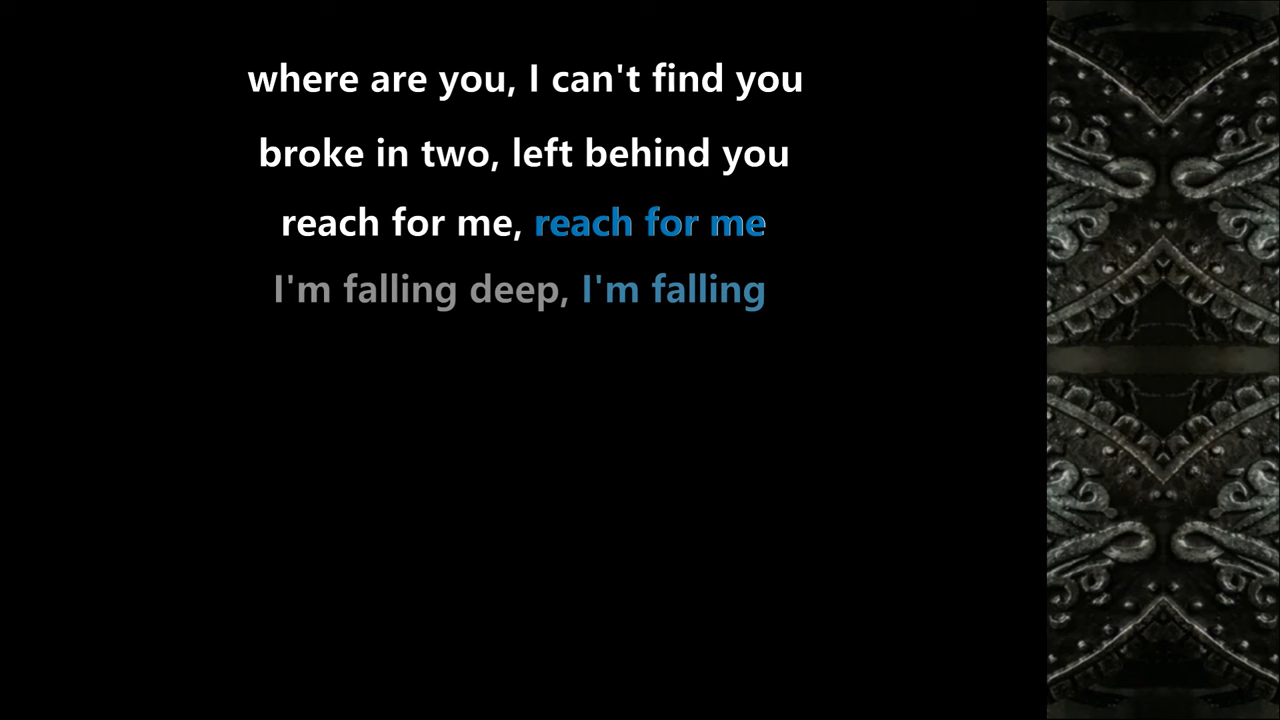 where are you, I can't find you
broke in two, left behind you
reach for me, reach for me
I'm falling deep, I'm falling